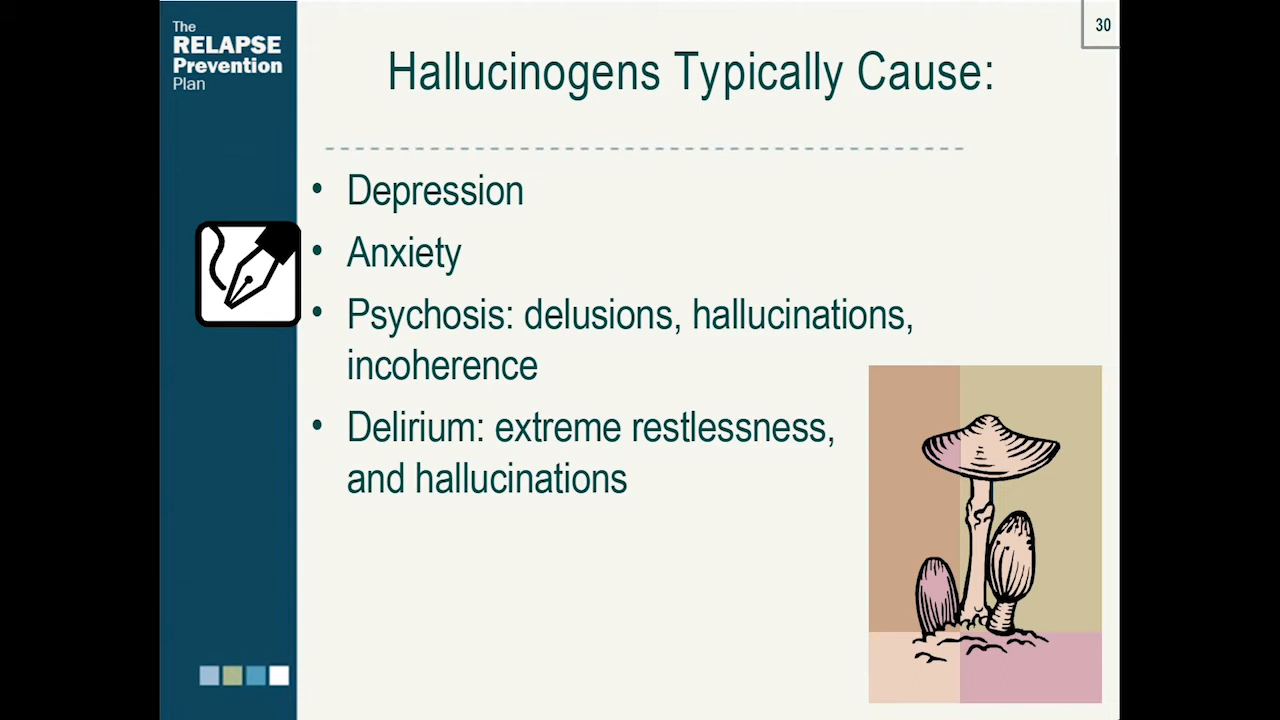 The
RELAPSE
Prevention
Plan
30
Hallucinogens Typically Cause:
• Depression
• Anxiety
• Psychosis: delusions, hallucinations,
incoherence
• Delirium: extreme restlessness,
and hallucinations